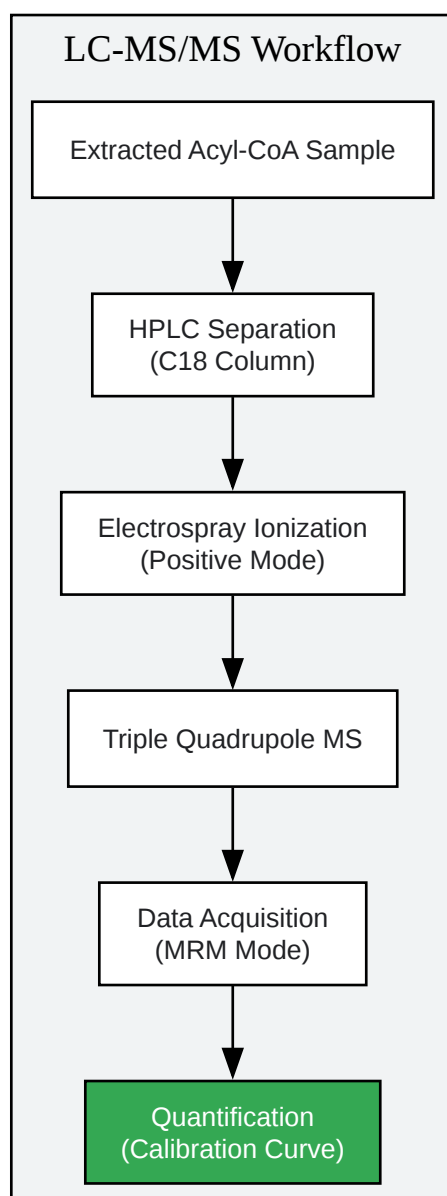 LC-MS/MS Workflow
Extracted Acyl-CoA Sample
HPLC Separation
(C18 Column)
Electrospray Ionization
(Positive Mode)
Triple Quadrupole MS
Data Acquisition
(MRM Mode)
Quantification
(Calibration Curve)